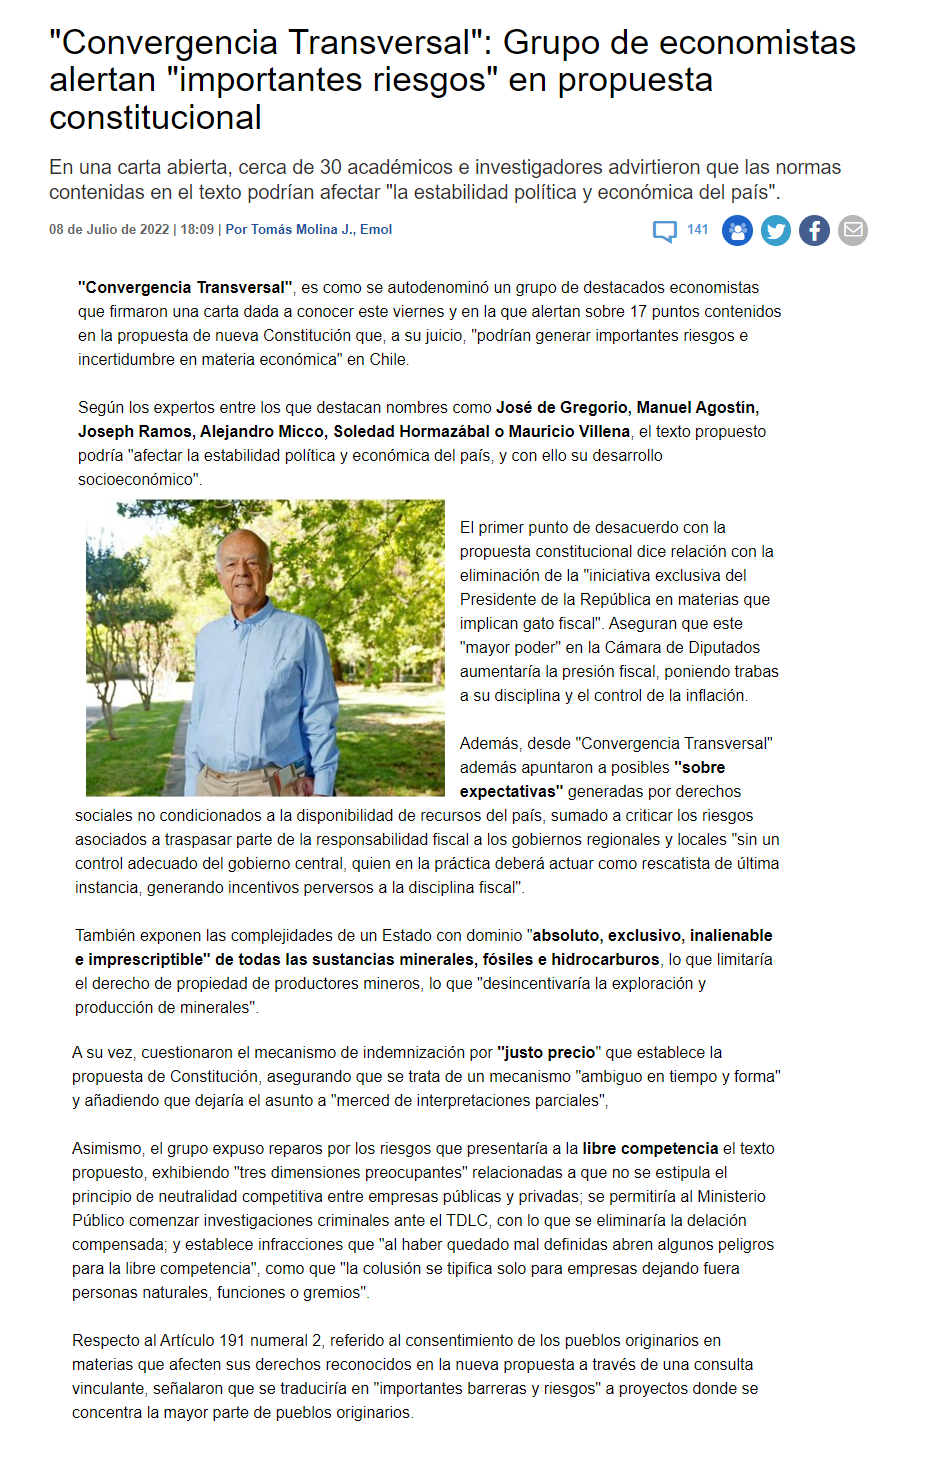 "Convergencia Transversal": Grupo de economistas
alertan "importantes riesgos" en propuesta
constitucional
En una carta abierta, cerca de 30 académicos e investigadores advirtieron que las normas
contenidas en el texto podrían afectar "la estabilidad política y económica del país".
08 de Julio de 2022 | 18:09 | Por Tomás Molina J., Emol
141
"Convergencia Transversal", es como se autodenominó un grupo de destacados economistas
que firmaron una carta dada a conocer este viernes y en la que alertan sobre 17 puntos contenidos
en la propuesta de nueva Constitución que, a su juicio, "podrían generar importantes riesgos e
incertidumbre en materia económica" en Chile.
Según los expertos entre los que destacan nombres como José de Gregorio, Manuel Agostín,
Joseph Ramos, Alejandro Micco, Soledad Hormazábal o Mauricio Villena, el texto propuesto
podría "afectar la estabilidad política y económica del país, y con ello su desarrollo
socioeconómico".
El primer punto de desacuerdo con la
propuesta constitucional dice relación con la
eliminación de la "iniciativa exclusiva del
Presidente de la República en materias que
implican gato fiscal". Aseguran que este
"mayor poder" en la Cámara de Diputados
aumentaría la presión fiscal, poniendo trabas
a su disciplina y el control de la inflación.
Además, desde "Convergencia Transversal"
además apuntaron a posibles "sobre
expectativas" generadas por derechos
sociales no condicionados a la disponibilidad de recursos del país, sumado a criticar los riesgos
asociados a traspasar parte de la responsabilidad fiscal a los gobiernos regionales y locales "sin un
control adecuado del gobierno central, quien en la práctica deberá actuar como rescatista de última
instancia, generando incentivos perversos a la disciplina fiscal".
También exponen las complejidades de un Estado con dominio "absoluto, exclusivo, inalienable
e imprescriptible" de todas las sustancias minerales, fósiles e hidrocarburos, lo que limitaría
el derecho de propiedad de productores mineros, lo que "desincentivaría la exploración y
producción de minerales".
A su vez, cuestionaron el mecanismo de indemnización por "justo precio" que establece la
propuesta de Constitución, asegurando que se trata de un mecanismo "ambiguo en tiempo y forma"
y añadiendo que dejaría el asunto a "merced de interpretaciones parciales",
Asimismo, el grupo expuso reparos por los riesgos que presentaría a la libre competencia el texto
propuesto, exhibiendo "tres dimensiones preocupantes" relacionadas a que no se estipula el
principio de neutralidad competitiva entre empresas públicas y privadas; se permitiría al Ministerio
Público comenzar investigaciones criminales ante el TDLC, con lo que se eliminaría la delación
compensada; y establece infracciones que "al haber quedado mal definidas abren algunos peligros
para la libre competencia", como que "la colusión se tipifica solo para empresas dejando fuera
personas naturales, funciones o gremios".
Respecto al Artículo 191 numeral 2, referido al consentimiento de los pueblos originarios en
materias que afecten sus derechos reconocidos en la nueva propuesta a través de una consulta
vinculante, señalaron que se traduciría en "importantes barreras y riesgos" a proyectos donde se
concentra la mayor parte de pueblos originarios.